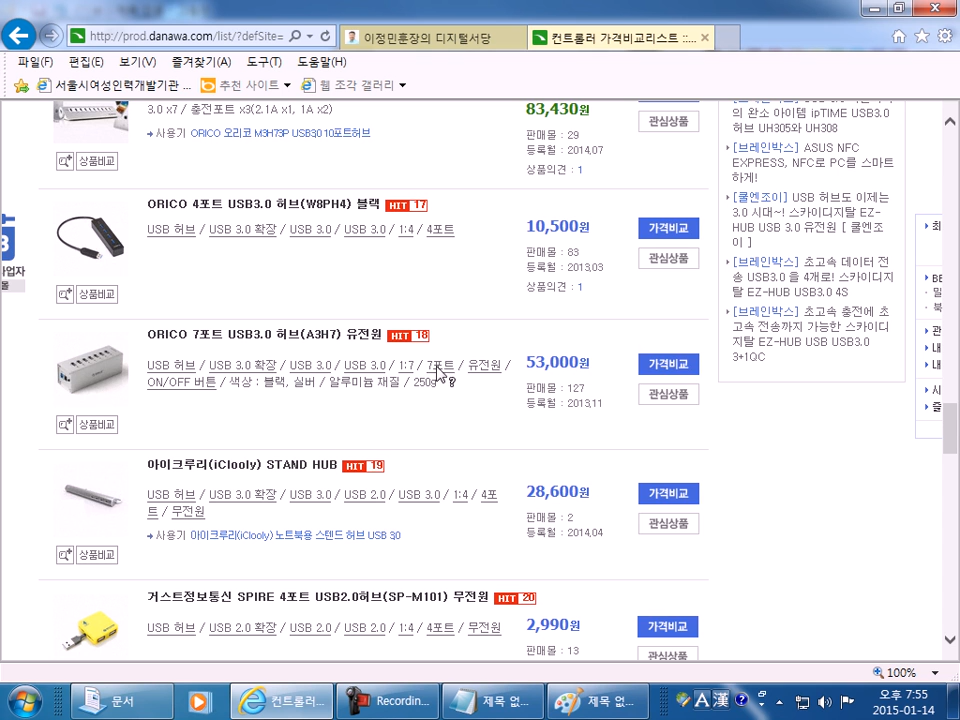 http://prod.danawa.com/list/?defSite=
이정민훈장의 디지털서당
컨트롤러 가격비교리스트 ::...
파일(F) 편집(E) 보기(V) 즐겨찾기(A) 도구(T) 도움말(H)
서울시여성인력개발기관 ...
추천 사이트
웹 조각 갤러리
3.0 x7 / 충전포트 x3(2.1A x1, 1A x2)
사용기 ORICO 오리코 M3H73P USB3.0 10포트허브
83,430원
판매몰 : 29
등록월 : 2014.07
상품의견 : 1
관심상품
상품비교
ORICO 4포트 USB3.0 허브(W8PH4) 블랙 HIT 17
USB 허브 / USB 3.0 확장 / USB 3.0 / USB 3.0 / 1:4 / 4포트
10,500원
판매몰 : 83
등록월 : 2013.03
상품의견 : 1
가격비교
관심상품
상품비교
ORICO 7포트 USB3.0 허브(A3H7) 유전원 HIT 18
USB 허브 / USB 3.0 확장 / USB 3.0 / USB 3.0 / 1:7 / 7포트 / 유전원 /
ON/OFF 버튼 / 색상 : 블랙, 실버 / 알루미늄 재질 / 250g
53,000원
판매몰 : 127
등록월 : 2013.11
가격비교
관심상품
상품비교
아이크루리(iClooly) STAND HUB HIT 19
USB 허브 / USB 3.0 확장 / USB 3.0 / USB 2.0 / USB 3.0 / 1:4 / 4포
트 / 무전원
사용기 아이크루리(iClooly) 노트북용 스탠드 허브 USB 3.0
28,600원
판매몰 : 2
등록월 : 2014.04
가격비교
관심상품
상품비교
거스트정보통신 SPIRE 4포트 USB2.0허브(SP-M101) 무전원 HIT 20
USB 허브 / USB 2.0 확장 / USB 2.0 / USB 2.0 / 1:4 / 4포트 / 무전원
2,990원
판매몰 : 13
가격비교
관심상품
의 완소 아이템 ipTIME USB3.0
허브 UH305와 UH308
[브레인박스] ASUS NFC
EXPRESS, NFC로 PC를 스마트
하게!
[쿨엔조이] USB 허브도 이제는
3.0 시대~! 스카이디지탈 EZ-
HUB USB 3.0 유전원 [ 쿨엔조
이 ]
[브레인박스] 초고속 데이터 전
송 USB3.0 을 4개로! 스카이디지
탈 EZ-HUB USB3.0 4S
[브레인박스] 초고속 충전에 초
고속 전송까지 가능한 스카이디
지탈 EZ-HUB USB USB3.0
3+1QC
사업자
몰
100%
문서
컨트롤러...
Recordin...
제목 없...
제목 없...
A 漢
오후 7:55
2015-01-14